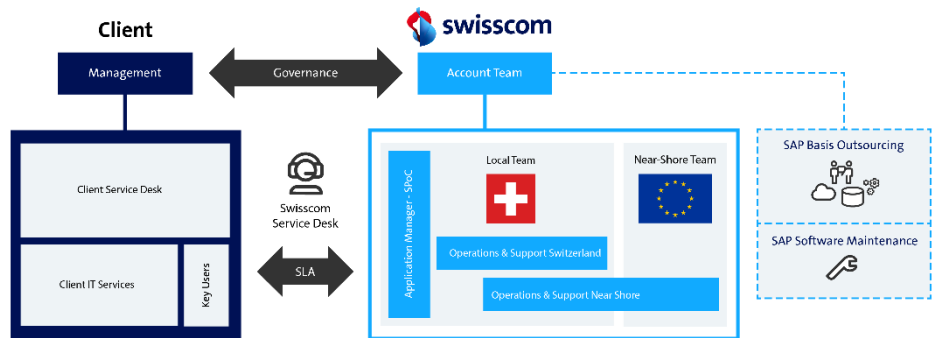 Client
swisscom
Management
Governance
Account Team
Client Service Desk
Client IT Services
Key Users
Swisscom
Service Desk
SLA
Application Manager - SPoC
Local Team
Near-Shore Team
Operations & Support Switzerland
Operations & Support Near Shore
SAP Basis Outsourcing
SAP Software Maintenance